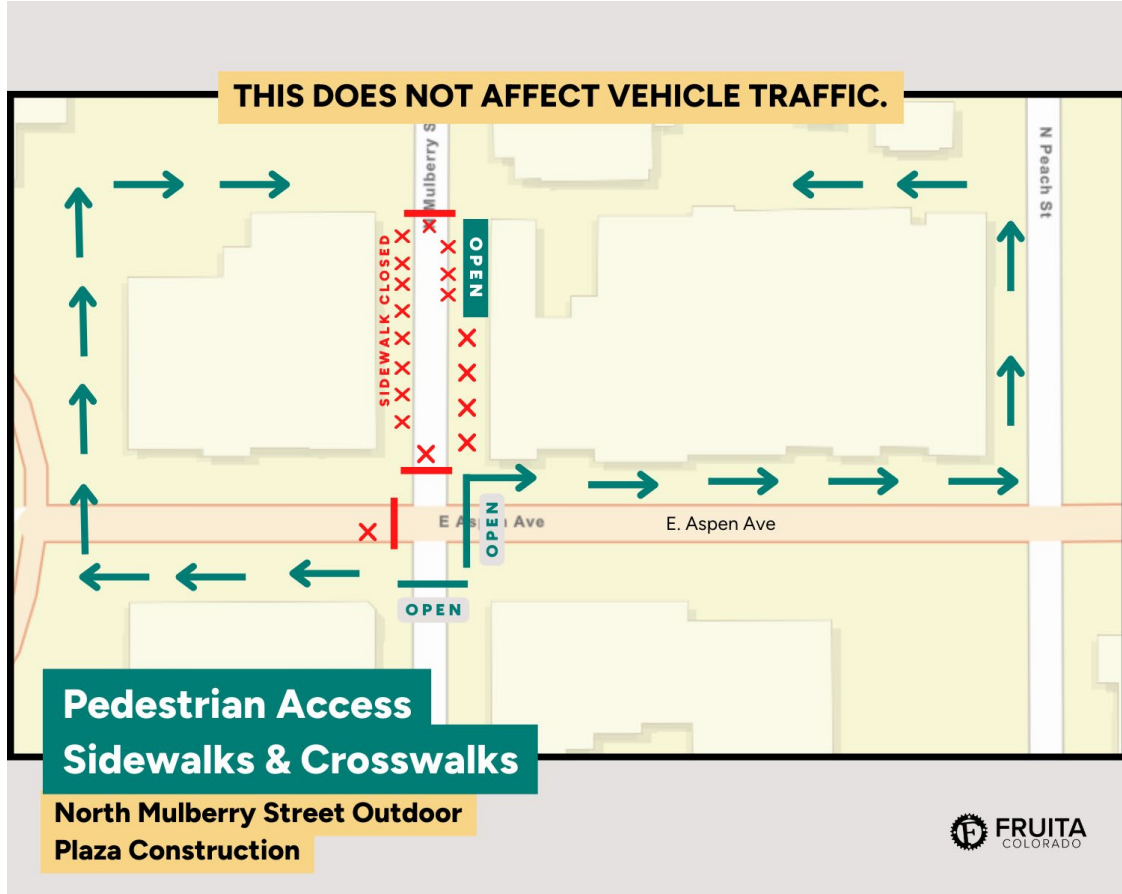 THIS DOES NOT AFFECT VEHICLE TRAFFIC.
N Mulberry S
N Peach St
SIDEWALK CLOSED
OPEN
E Aspen Ave
OPEN
E. Aspen Ave
OPEN
Pedestrian Access
Sidewalks & Crosswalks
North Mulberry Street Outdoor
Plaza Construction
FRUITA
COLORADO